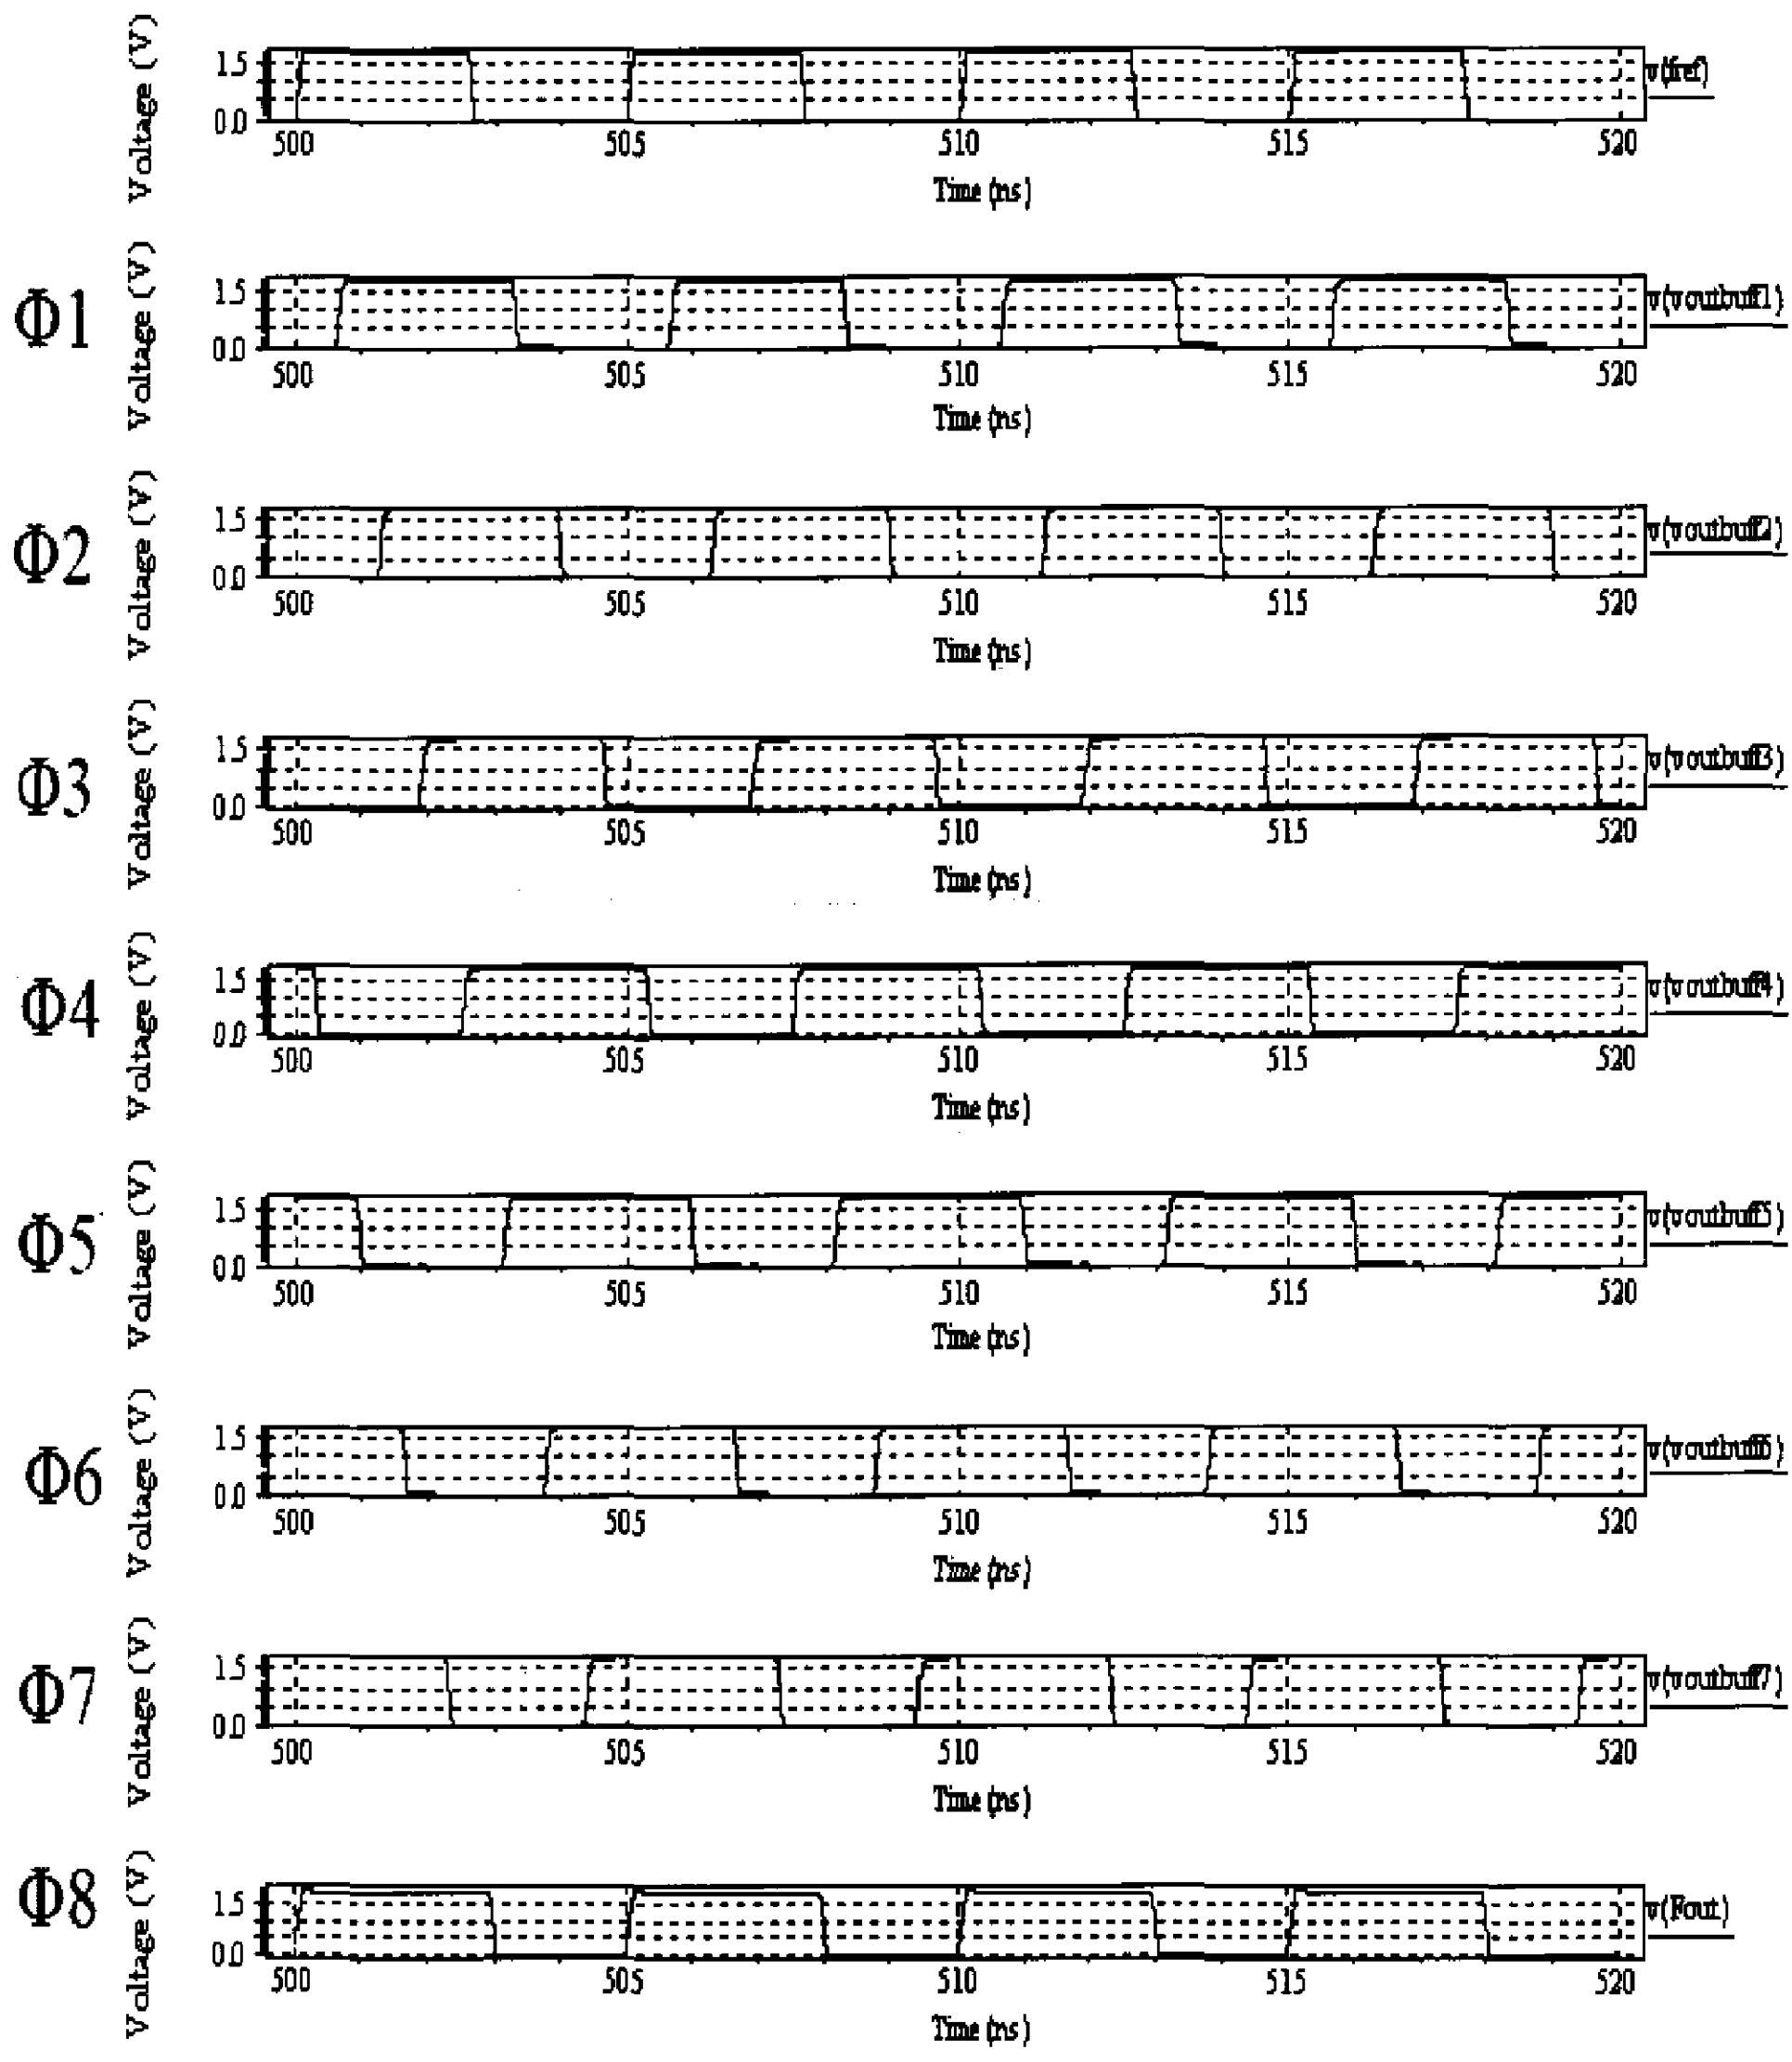 Voltage (V)
1.5
0.0
v(fref)
500 505 510 515 520
Time (ns)
Φ1
Voltage (V)
1.5
0.0
v(voutbuff1)
500 505 510 515 520
Time (ns)
Φ2
Voltage (V)
1.5
0.0
v(voutbuff2)
500 505 510 515 520
Time (ns)
Φ3
Voltage (V)
1.5
0.0
v(voutbuff3)
500 505 510 515 520
Time (ns)
Φ4
Voltage (V)
1.5
0.0
v(voutbuff4)
500 505 510 515 520
Time (ns)
Φ5
Voltage (V)
1.5
0.0
v(voutbuff5)
500 505 510 515 520
Time (ns)
Φ6
Voltage (V)
1.5
0.0
v(voutbuff6)
500 505 510 515 520
Time (ns)
Φ7
Voltage (V)
1.5
0.0
v(voutbuff7)
500 505 510 515 520
Time (ns)
Φ8
Voltage (V)
1.5
0.0
v(Fout)
500 505 510 515 520
Time (ns)